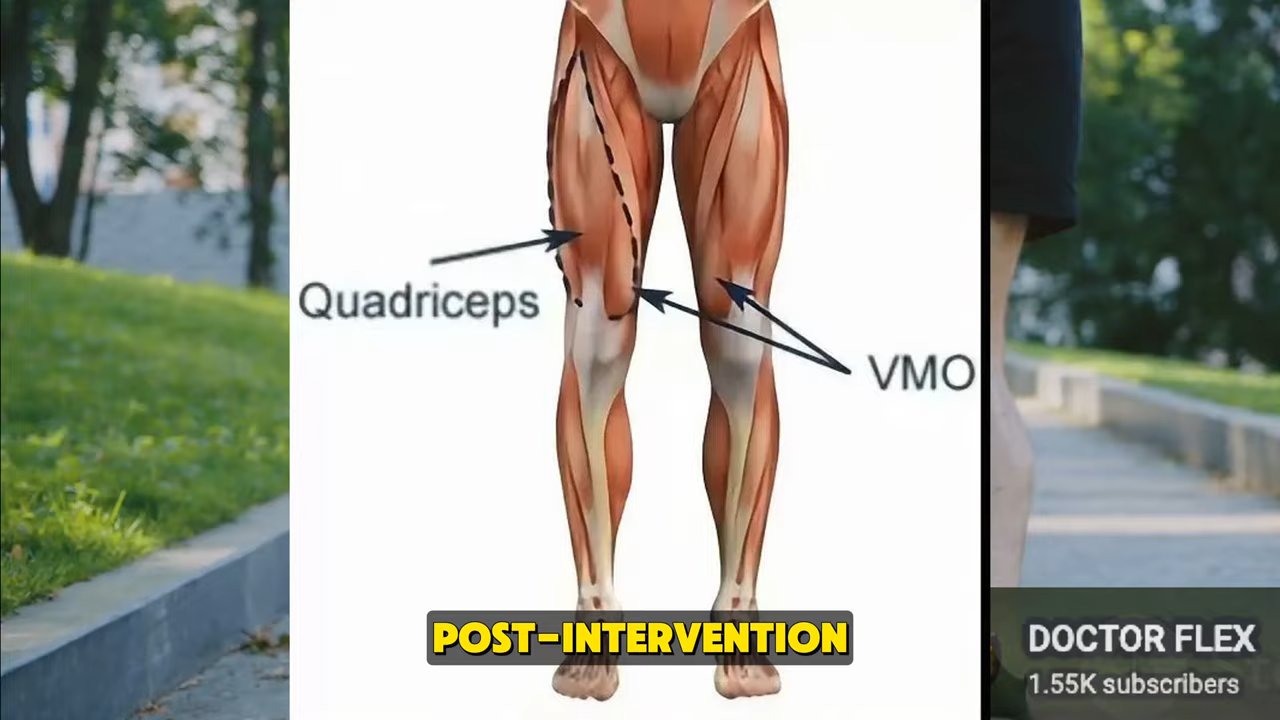 Quadriceps
VMO
POST-INTERVENTION
DOCTOR FLEX
1.55K subscribers